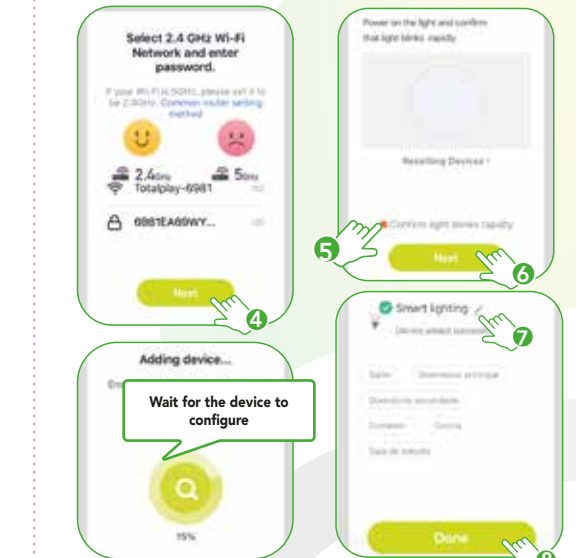 Select 2.4 GHz Wi-Fi
Network and enter
password.
If your Wi-Fi is 5GHz, please set it to
be 2.4GHz. Common router setting
method
2.4GHz
5GHz
Totalplay-6981
6981EA69WY...
Next
4
Power on the light and confirm
that light blinks rapidly
Resetting Devices
5
Confirm light blinks rapidly
Next
6
Adding device...
Wait for the device to
configure
15%
Smart lighting
7
Device added
Salón
principal
secundario
Comedor
Cocina
Sala de estudio
Done
8